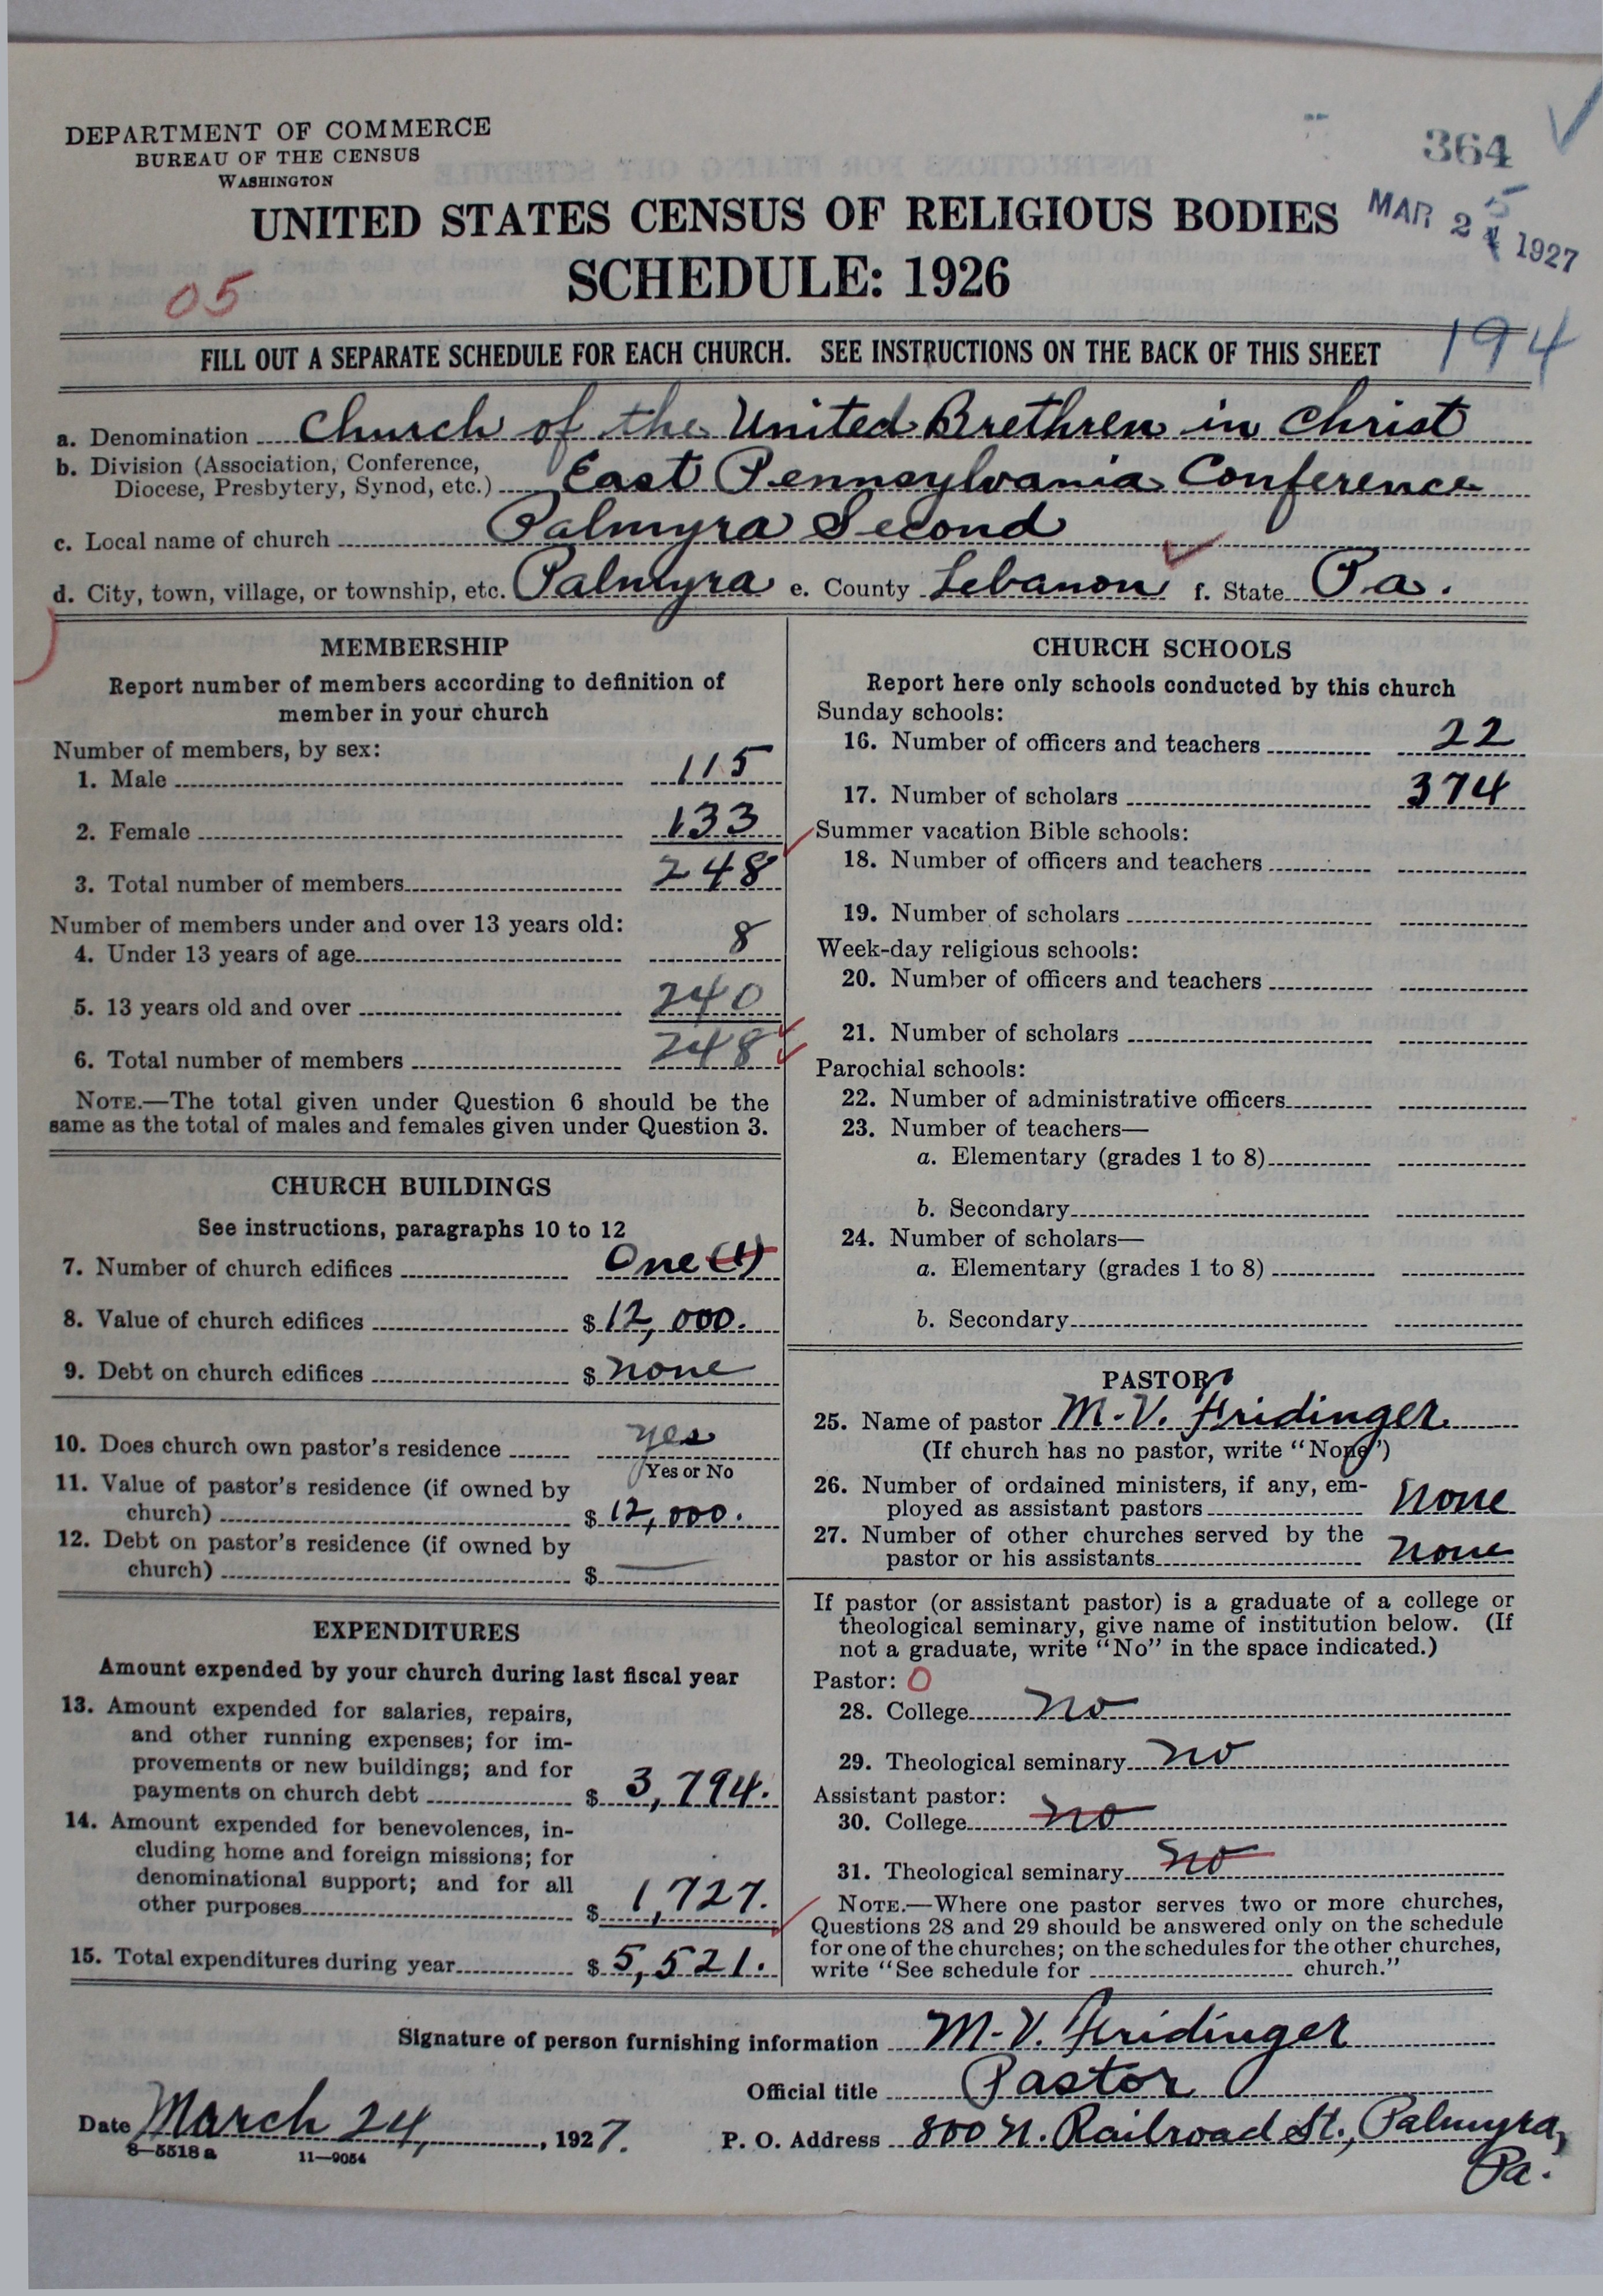 DEPARTMENT OF COMMERCE
BUREAU OF THE CENSUS
WASHINGTON
364
UNITED STATES CENSUS OF RELIGIOUS BODIES
MAR 2 1927
SCHEDULE: 1926
05
194
FILL OUT A SEPARATE SCHEDULE FOR EACH CHURCH. SEE INSTRUCTIONS ON THE BACK OF THIS SHEET
a. Denomination Church of the United Brethren in Christ
b. Division (Association, Conference,
Diocese, Presbytery, Synod, etc.) East Pennsylvania Conference
c. Local name of church Palmyra Second
d. City, town, village, or township, etc. Palmyra e. County Lebanon f. State Pa.
MEMBERSHIP
Report number of members according to definition of
member in your church
Number of members, by sex:
1. Male 115
2. Female 133
3. Total number of members 248
Number of members under and over 13 years old:
4. Under 13 years of age 8
5. 13 years old and over 240
6. Total number of members 248
NOTE.—The total given under Question 6 should be the
same as the total of males and females given under Question 3.
CHURCH BUILDINGS
See instructions, paragraphs 10 to 12
7. Number of church edifices One (1)
8. Value of church edifices $ 12,000.
9. Debt on church edifices $ none
10. Does church own pastor's residence yes
Yes or No
11. Value of pastor's residence (if owned by
church) $ 12,000.
12. Debt on pastor's residence (if owned by
church) $ —
EXPENDITURES
Amount expended by your church during last fiscal year
13. Amount expended for salaries, repairs,
and other running expenses; for im-
provements or new buildings; and for
payments on church debt $ 3,794.
14. Amount expended for benevolences, in-
cluding home and foreign missions; for
denominational support; and for all
other purposes $ 1,727.
15. Total expenditures during year $ 5,521.
CHURCH SCHOOLS
Report here only schools conducted by this church
Sunday schools:
16. Number of officers and teachers 22
17. Number of scholars 374
Summer vacation Bible schools:
18. Number of officers and teachers
19. Number of scholars
Week-day religious schools:
20. Number of officers and teachers
21. Number of scholars
Parochial schools:
22. Number of administrative officers
23. Number of teachers—
a. Elementary (grades 1 to 8)
b. Secondary
24. Number of scholars—
a. Elementary (grades 1 to 8)
b. Secondary
PASTOR
25. Name of pastor M. V. Fridinger
(If church has no pastor, write "None")
26. Number of ordained ministers, if any, em-
ployed as assistant pastors None
27. Number of other churches served by the
pastor or his assistants None
If pastor (or assistant pastor) is a graduate of a college or
theological seminary, give name of institution below. (If
not a graduate, write "No" in the space indicated.)
Pastor: 0
28. College no
29. Theological seminary no
Assistant pastor:
30. College no
31. Theological seminary no
NOTE.—Where one pastor serves two or more churches,
Questions 28 and 29 should be answered only on the schedule
for one of the churches; on the schedules for the other churches,
write "See schedule for church."
Signature of person furnishing information M. V. Fridinger
Official title Pastor
Date March 24, 1927.
P. O. Address 800 N. Railroad St., Palmyra,
Pa.
8—5518 a 11—9054